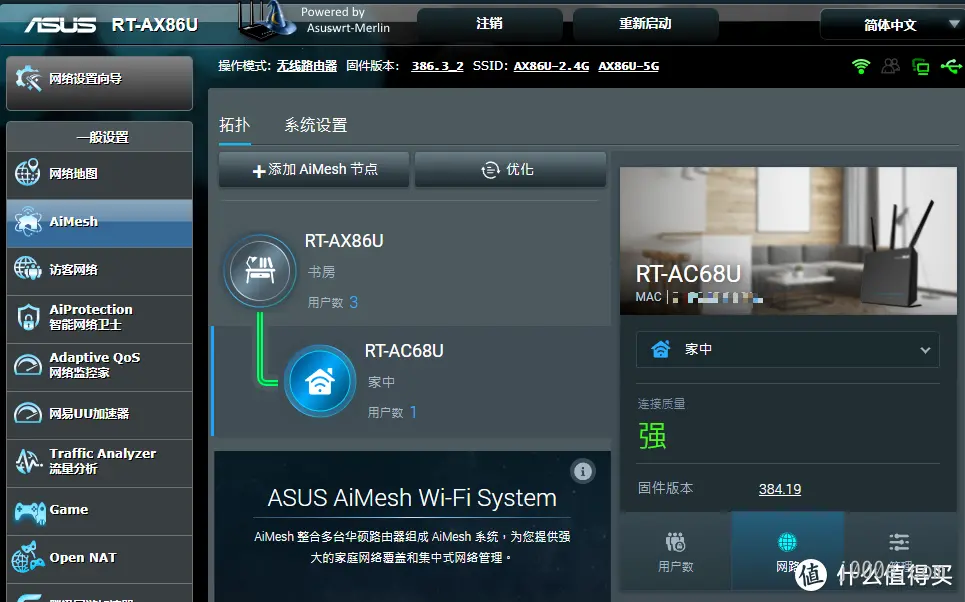 ASUS RT-AX86U
Powered by
Asuswrt-Merlin
注销
重新启动
简体中文
操作模式: 无线路由器 固件版本: 386.3_2 SSID: AX86U-2.4G AX86U-5G
网络设置向导
一般设置
网络地图
AiMesh
访客网络
AiProtection
智能网络卫士
Adaptive QoS
网络监控家
网易UU加速器
Traffic Analyzer
流量分析
Game
Open NAT
拓扑
系统设置
+添加 AiMesh 节点
优化
RT-AX86U
书房
用户数 3
RT-AC68U
家中
用户数 1
ASUS AiMesh Wi-Fi System
AiMesh 整合多台华硕路由器组成 AiMesh 系统，为您提供强
大的家庭网络覆盖和集中式网络管理。
RT-AC68U
MAC |
家中
连接质量
强
固件版本 384.19
用户数
值 什么值得买